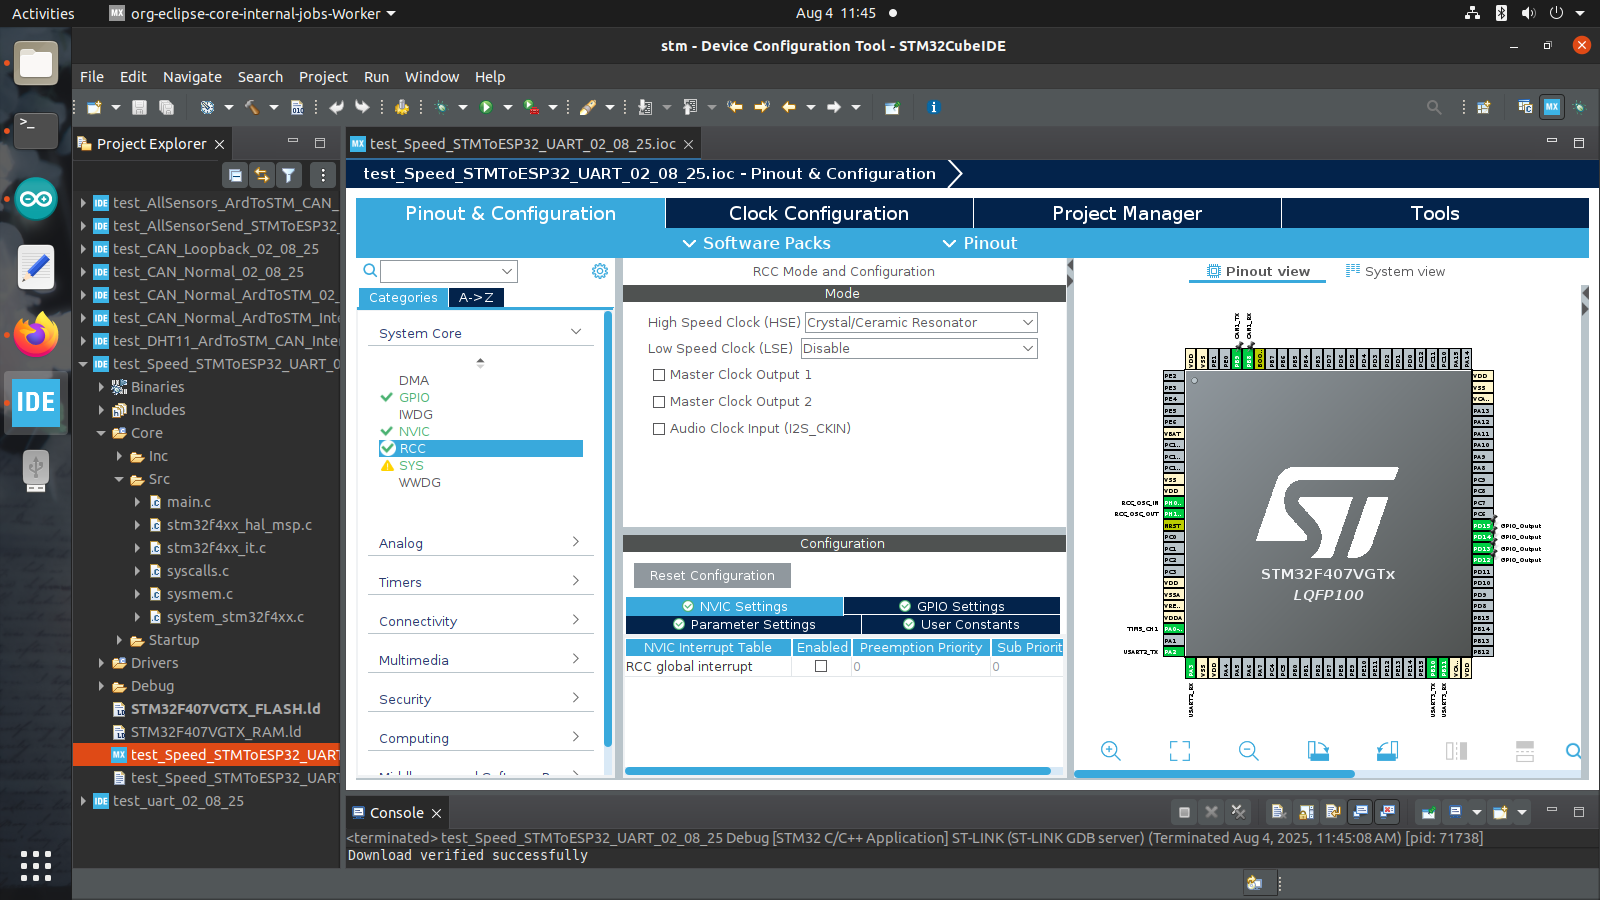 Activities
org-eclipse-core-internal-jobs-Worker
Aug 4 11:45
stm - Device Configuration Tool - STM32CubeIDE
File Edit Navigate Search Project Run Window Help
Project Explorer
test_Speed_STMToESP32_UART_02_08_25.ioc
test_Speed_STMToESP32_UART_02_08_25.ioc - Pinout & Configuration
test_AllSensors_ArdToSTM_CAN_
test_AllSensorSend_STMToESP32_
test_CAN_Loopback_02_08_25
test_CAN_Normal_02_08_25
test_CAN_Normal_ArdToSTM_02_
test_CAN_Normal_ArdToSTM_Inte
test_DHT11_ArdToSTM_CAN_Inter
test_Speed_STMToESP32_UART_0
Binaries
Includes
Core
Inc
Src
main.c
stm32f4xx_hal_msp.c
stm32f4xx_it.c
syscalls.c
sysmem.c
system_stm32f4xx.c
Startup
Drivers
Debug
STM32F407VGTX_FLASH.ld
STM32F407VGTX_RAM.ld
test_Speed_STMToESP32_UART
test_Speed_STMToESP32_UART
test_uart_02_08_25
Pinout & Configuration
Clock Configuration
Project Manager
Tools
Software Packs
Pinout
Categories
A->Z
System Core
DMA
GPIO
IWDG
NVIC
RCC
SYS
WWDG
Analog
Timers
Connectivity
Multimedia
Security
Computing
RCC Mode and Configuration
Mode
High Speed Clock (HSE) Crystal/Ceramic Resonator
Low Speed Clock (LSE) Disable
Master Clock Output 1
Master Clock Output 2
Audio Clock Input (I2S_CKIN)
Configuration
Reset Configuration
NVIC Settings
GPIO Settings
Parameter Settings
User Constants
NVIC Interrupt Table Enabled Preemption Priority Sub Priorit
RCC global interrupt 0 0
Pinout view
System view
CAN1_TX
CAN1_RX
RCC_OSC_IN
RCC_OSC_OUT
TIM5_CH1
USART2_TX
USART2_RX
USART3_TX
USART3_RX
GPIO_Output
GPIO_Output
GPIO_Output
GPIO_Output
STM32F407VGTx
LQFP100
Console
<terminated> test_Speed_STMToESP32_UART_02_08_25 Debug [STM32 C/C++ Application] ST-LINK (ST-LINK GDB server) (Terminated Aug 4, 2025, 11:45:08 AM) [pid: 71738]
Download verified successfully